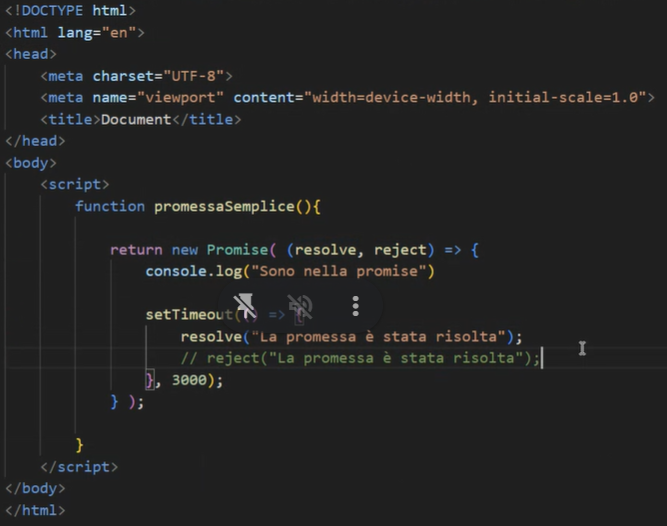 <!DOCTYPE html>
<html lang="en">
<head>
    <meta charset="UTF-8">
    <meta name="viewport" content="width=device-width, initial-scale=1.0">
    <title>Document</title>
</head>
<body>
    <script>
        function promessaSemplice(){
            return new Promise( (resolve, reject) => {
                console.log("Sono nella promise")
                setTimeout(() => {
                    resolve("La promessa è stata risolta");
                    // reject("La promessa è stata risolta");
                }, 3000);
            } );
        }
    </script>
</body>
</html>